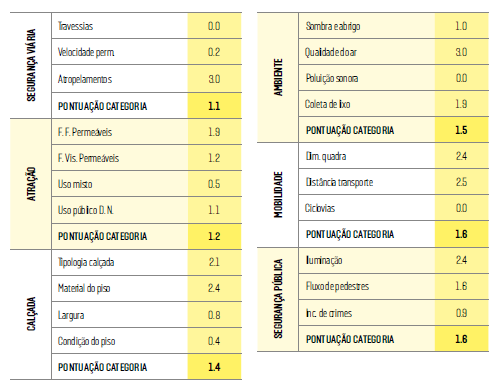 SEGURANÇA VIÁRIA
Travessias 0.0
Velocidade perm. 0.2
Atropelamentos 3.0
PONTUAÇÃO CATEGORIA 1.1
ATRAÇÃO
F. F. Permeáveis 1.9
F. Vis. Permeáveis 1.2
Uso misto 0.5
Uso público D. N. 1.1
PONTUAÇÃO CATEGORIA 1.2
CALÇADA
Tipologia calçada 2.1
Material do piso 2.4
Largura 0.8
Condição do piso 0.4
PONTUAÇÃO CATEGORIA 1.4
AMBIENTE
Sombra e abrigo 1.0
Qualidade do ar 3.0
Poluição sonora 0.0
Coleta de lixo 1.9
PONTUAÇÃO CATEGORIA 1.5
MOBILIDADE
Dim. quadra 2.4
Distância transporte 2.5
Ciclovias 0.0
PONTUAÇÃO CATEGORIA 1.6
SEGURANÇA PÚBLICA
Iluminação 2.4
Fluxo de pedestres 1.6
Inc. de crimes 0.9
PONTUAÇÃO CATEGORIA 1.6